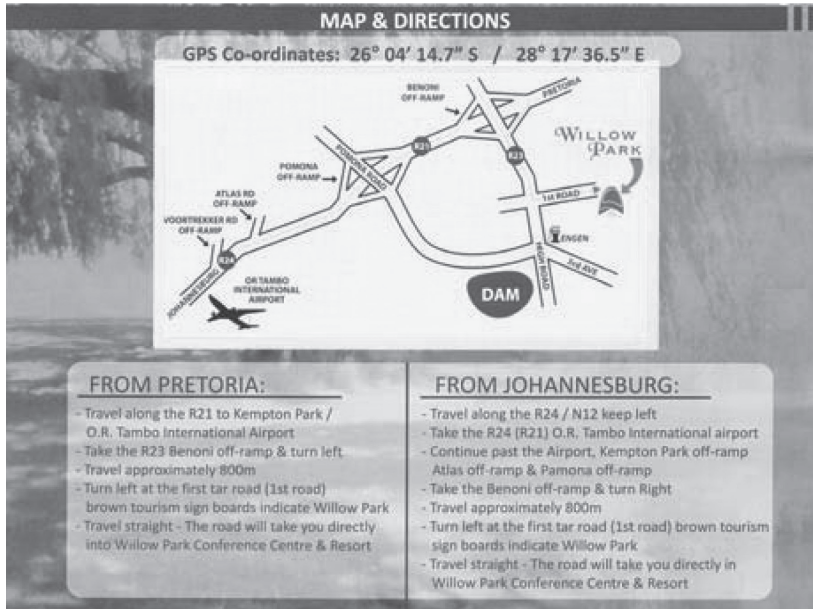 MAP & DIRECTIONS
GPS Co-ordinates: 26° 04' 14.7" S / 28° 17' 36.5" E
BENONI
OFF-RAMP
PRETORIA
WILLOW
PARK
R21
R23
POMONA ROAD
POMONA
OFF-RAMP
1st ROAD
ATLAS RD
OFF-RAMP
VOORTREKKER RD
OFF-RAMP
ENGEN
3rd AVE
HIGH ROAD
R24
JOHANNESBURG
OR TAMBO
INTERNATIONAL
AIRPORT
DAM
FROM PRETORIA:
- Travel along the R21 to Kempton Park /
O.R. Tambo International Airport
- Take the R23 Benoni off-ramp & turn left
- Travel approximately 800m
- Turn left at the first tar road (1st road)
brown tourism sign boards indicate Willow Park
- Travel straight - The road will take you directly
into Willow Park Conference Centre & Resort
FROM JOHANNESBURG:
- Travel along the R24 / N12 keep left
- Take the R24 (R21) O.R. Tambo International airport
- Continue past the Airport, Kempton Park off-ramp
Atlas off-ramp & Pamona off-ramp
- Take the Benoni off-ramp & turn Right
- Travel approximately 800m
- Turn left at the first tar road (1st road) brown tourism
sign boards indicate Willow Park
- Travel straight - The road will take you directly in
Willow Park Conference Centre & Resort